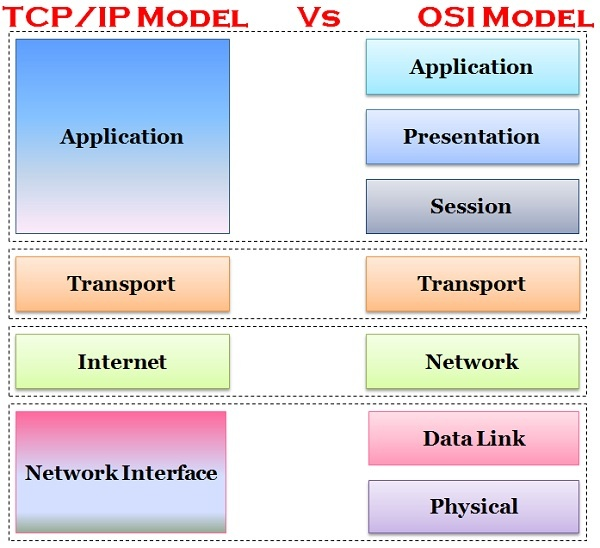 TCP/IP MODEL VS OSI MODEL
Application
Application
Presentation
Session
Transport
Transport
Internet
Network
Network Interface
Data Link
Physical